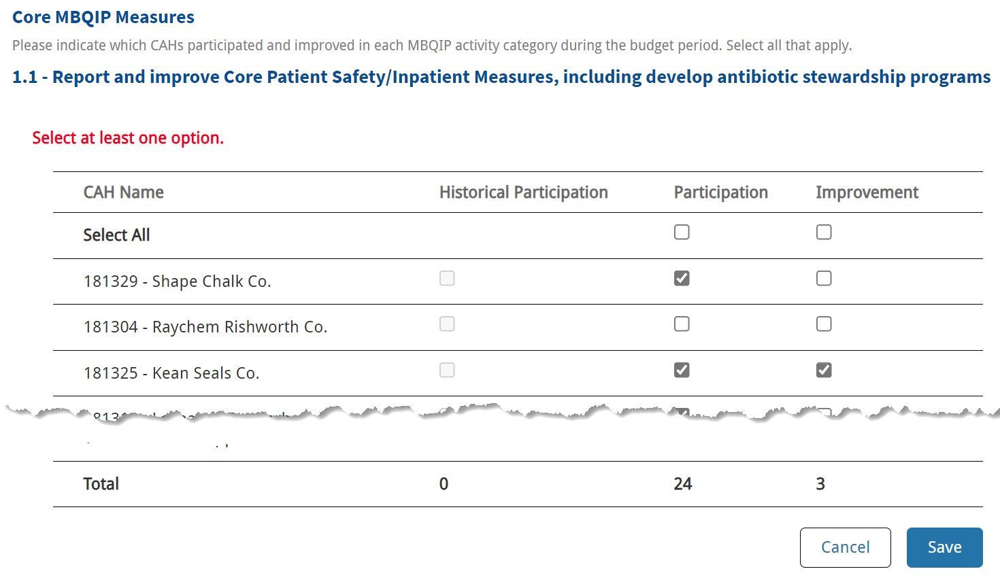 Core MBQIP Measures
Please indicate which CAHs participated and improved in each MBQIP activity category during the budget period. Select all that apply.
1.1 - Report and improve Core Patient Safety/Inpatient Measures, including develop antibiotic stewardship programs
Select at least one option.
CAH Name Historical Participation Participation Improvement
Select All
181329 - Shape Chalk Co.
181304 - Raychem Rishworth Co.
181325 - Kean Seals Co.
Total 0 24 3
Cancel Save